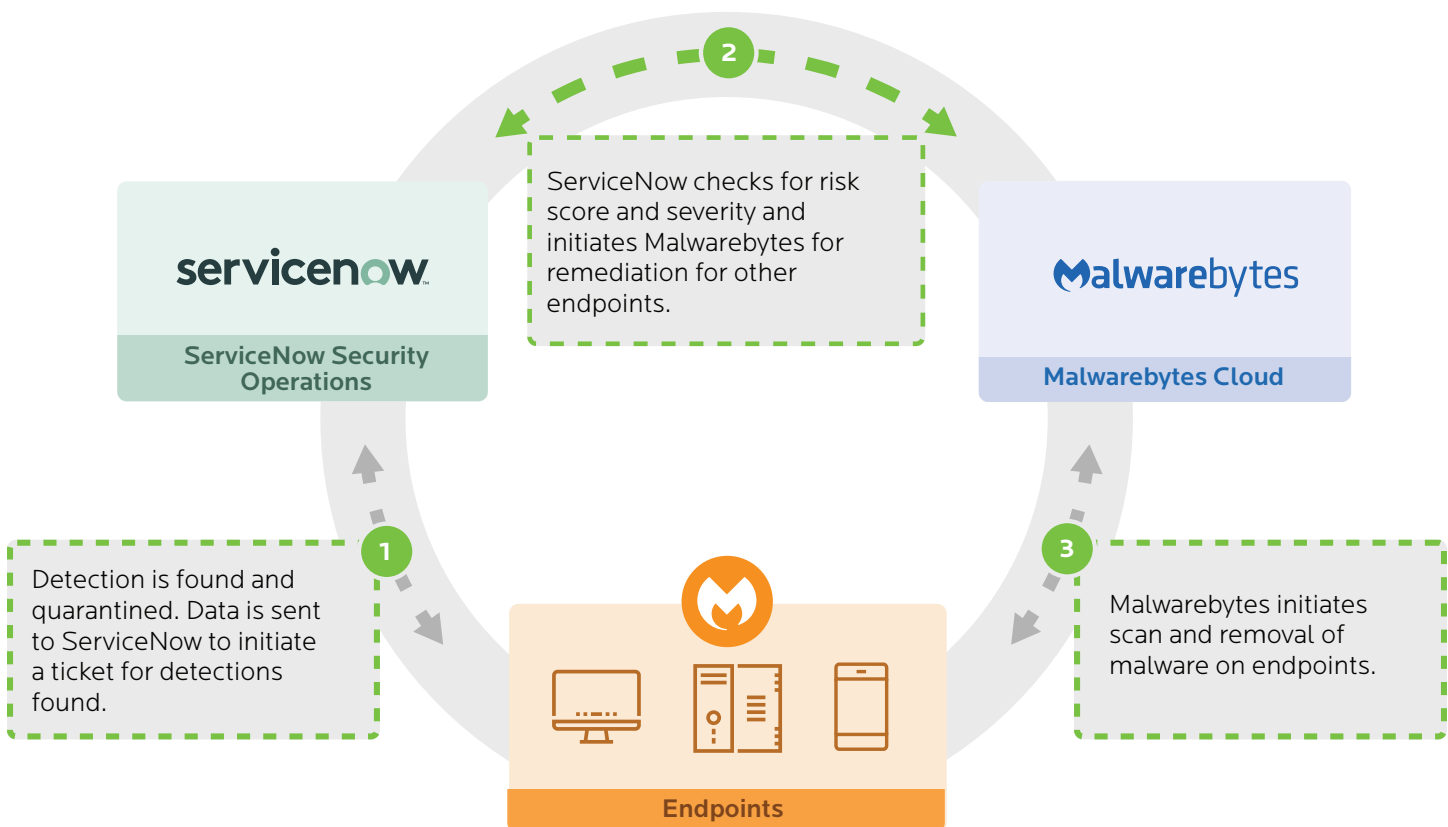 2
ServiceNow checks for risk
score and severity and
initiates Malwarebytes for
remediation for other
endpoints.
servicenow™
ServiceNow Security
Operations
Malwarebytes
Malwarebytes Cloud
1
Detection is found and
quarantined. Data is sent
to ServiceNow to initiate
a ticket for detections
found.
3
Malwarebytes initiates
scan and removal of
malware on endpoints.
Endpoints